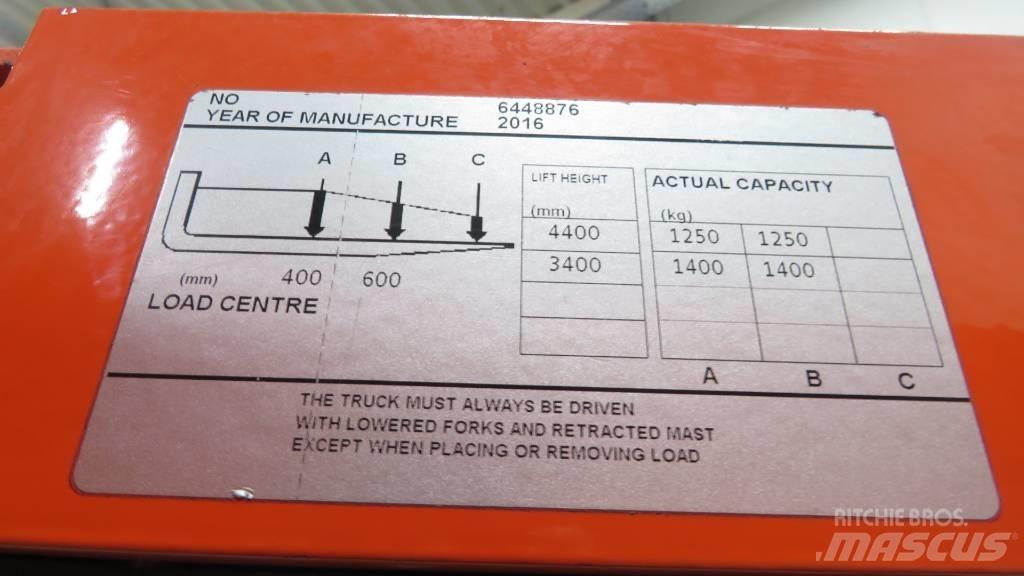 NO 6448876
YEAR OF MANUFACTURE 2016
A B C
(mm) 400 600
LOAD CENTRE
LIFT HEIGHT ACTUAL CAPACITY
(mm) (kg)
4400 1250 1250
3400 1400 1400
A B C
THE TRUCK MUST ALWAYS BE DRIVEN
WITH LOWERED FORKS AND RETRACTED MAST
EXCEPT WHEN PLACING OR REMOVING LOAD
RITCHIE BROS.
MASCUS